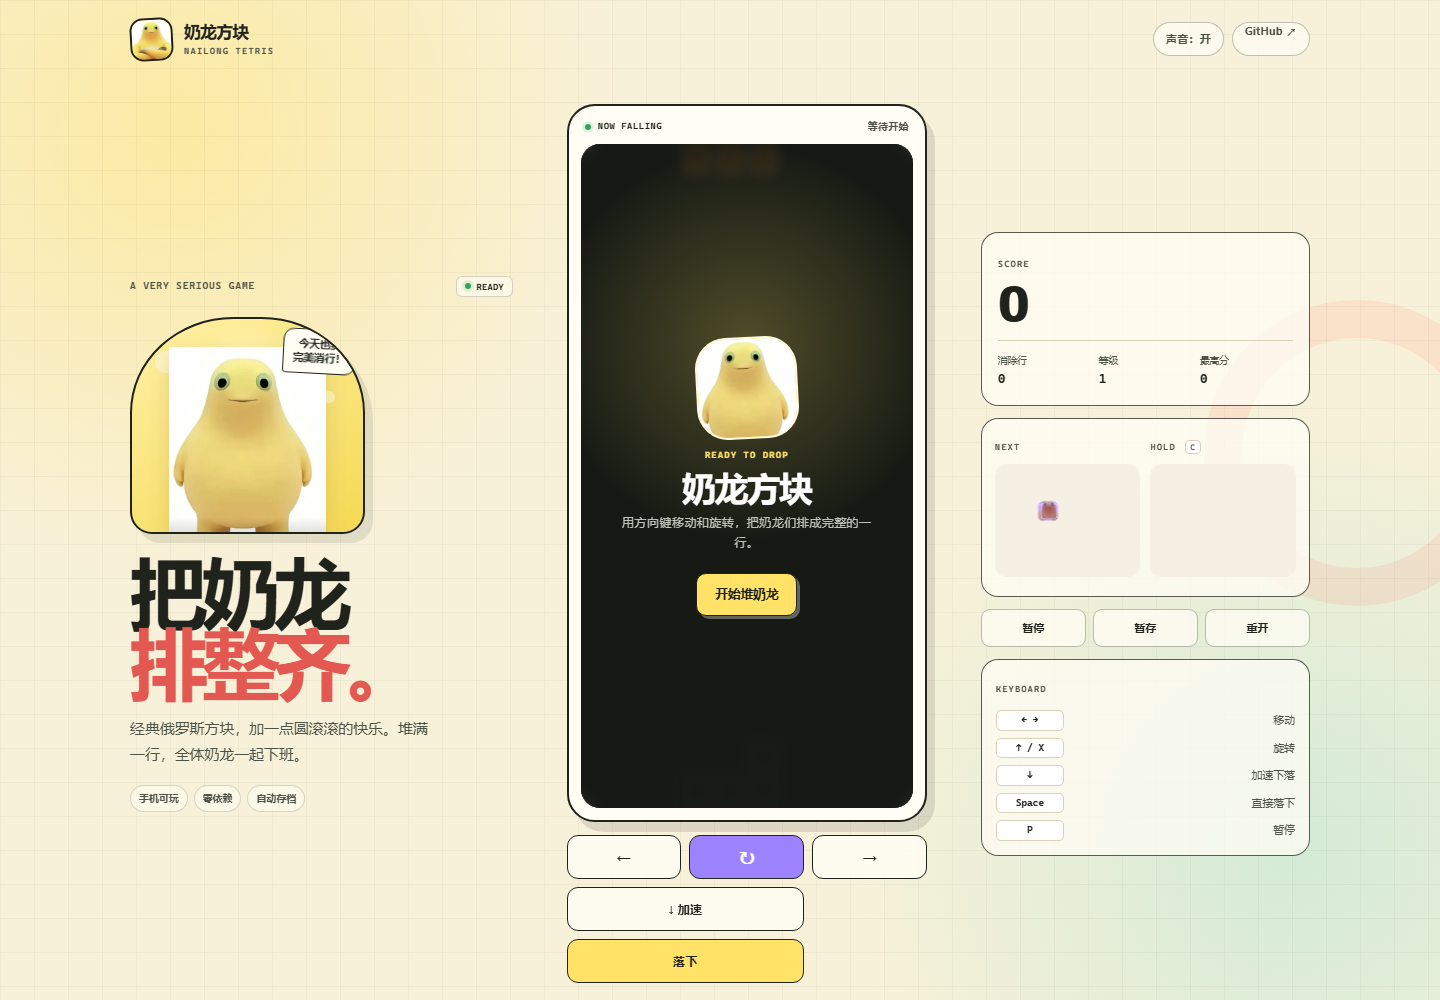 奶龙方块
NAILONG TETRIS
声音：开
GitHub ↗
A VERY SERIOUS GAME
READY
今天也
完美消行!
把奶龙
排整齐。
经典俄罗斯方块，加一点圆滚滚的快乐。堆满
一行，全体奶龙一起下班。
手机可玩
零依赖
自动存档
NOW FALLING
等待开始
READY TO DROP
奶龙方块
用方向键移动和旋转，把奶龙们排成完整的一
行。
开始堆奶龙
← ↻ →
↓ 加速
落下
SCORE
0
消除行 等级 最高分
0 1 0
NEXT HOLD C
暂停 暂存 重开
KEYBOARD
← → 移动
↑ / X 旋转
↓ 加速下落
Space 直接落下
P 暂停